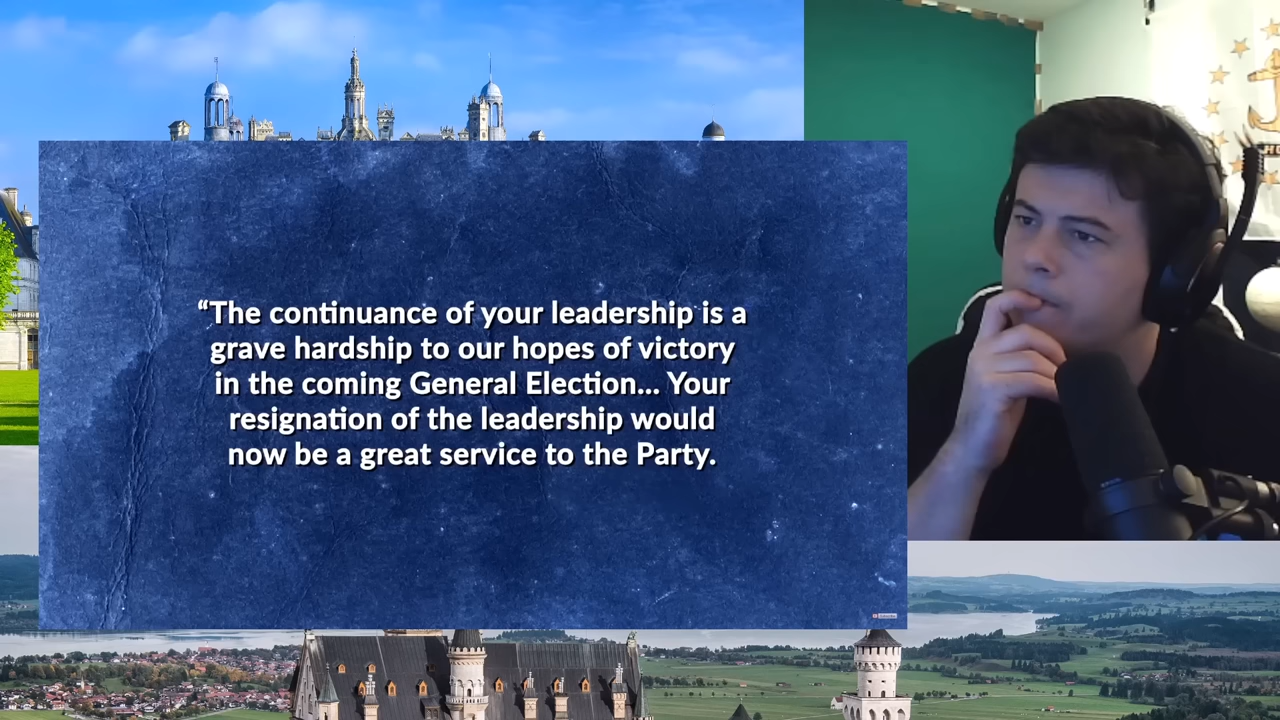 “The continuance of your leadership is a
grave hardship to our hopes of victory
in the coming General Election... Your
resignation of the leadership would
now be a great service to the Party.